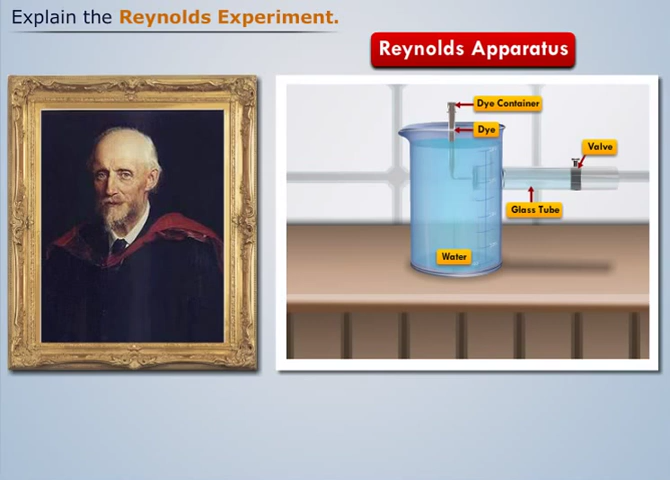 Explain the Reynolds Experiment.
Reynolds Apparatus
Dye Container
Dye
Valve
Glass Tube
Water